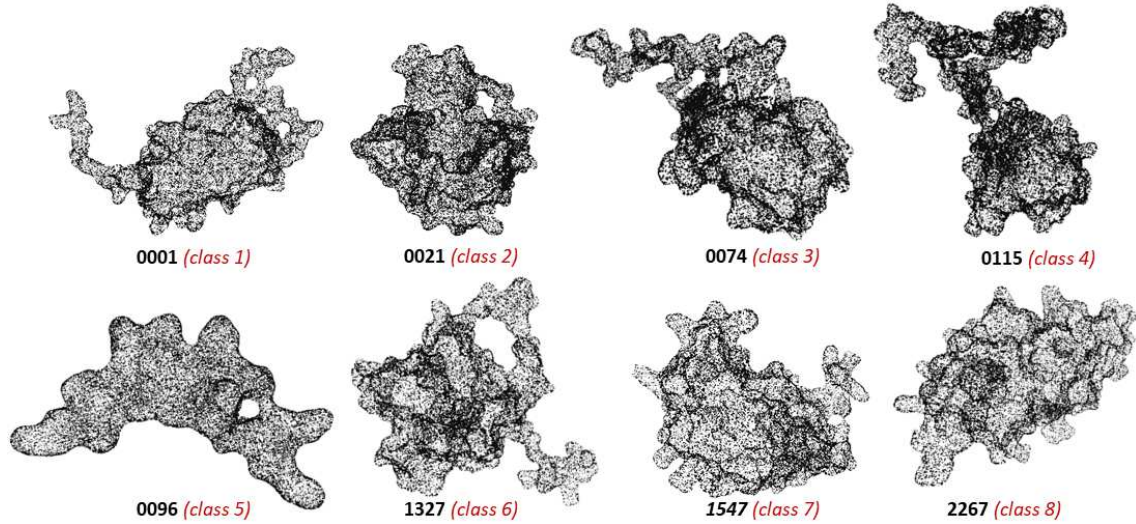 0001 (class 1)
0021 (class 2)
0074 (class 3)
0115 (class 4)
0096 (class 5)
1327 (class 6)
1547 (class 7)
2267 (class 8)